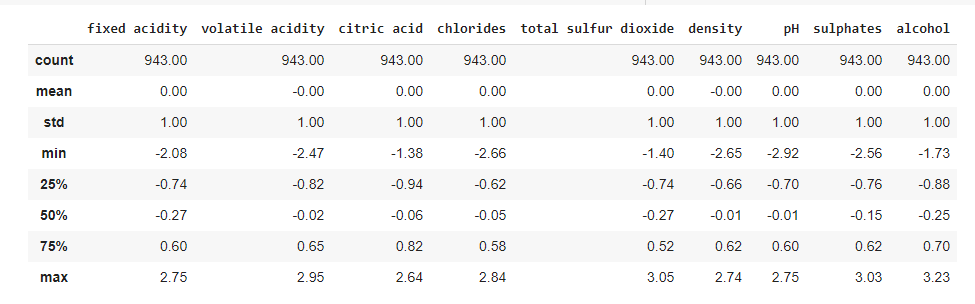 fixed acidity volatile acidity citric acid chlorides total sulfur dioxide density pH sulphates alcohol
count 943.00 943.00 943.00 943.00 943.00 943.00 943.00 943.00 943.00
mean 0.00 -0.00 0.00 0.00 0.00 -0.00 0.00 0.00 0.00
std 1.00 1.00 1.00 1.00 1.00 1.00 1.00 1.00 1.00
min -2.08 -2.47 -1.38 -2.66 -1.40 -2.65 -2.92 -2.56 -1.73
25% -0.74 -0.82 -0.94 -0.62 -0.74 -0.66 -0.70 -0.76 -0.88
50% -0.27 -0.02 -0.06 -0.05 -0.27 -0.01 -0.01 -0.15 -0.25
75% 0.60 0.65 0.82 0.58 0.52 0.62 0.60 0.62 0.70
max 2.75 2.95 2.64 2.84 3.05 2.74 2.75 3.03 3.23